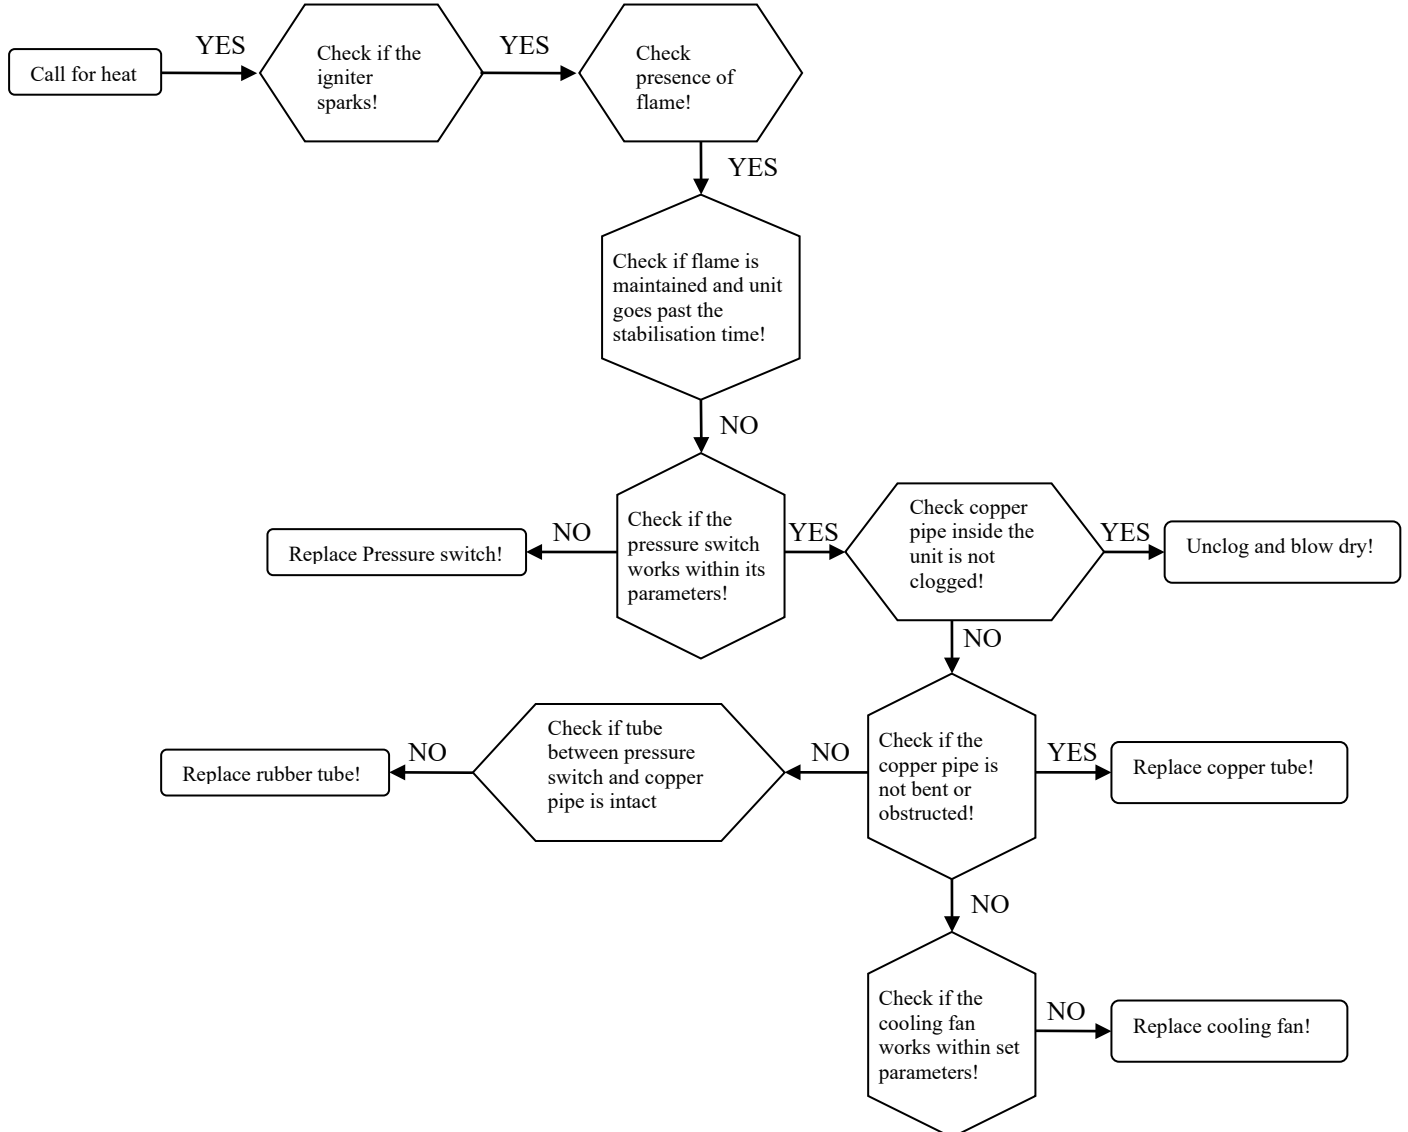 Call for heat
YES
Check if the
igniter
sparks!
YES
Check
presence of
flame!
YES
Check if flame is
maintained and unit
goes past the
stabilisation time!
NO
Check if the
pressure switch
works within its
parameters!
NO
Replace Pressure switch!
YES
Check copper
pipe inside the
unit is not
clogged!
YES
Unclog and blow dry!
NO
Check if the
copper pipe is
not bent or
obstructed!
YES
Replace copper tube!
NO
Check if tube
between pressure
switch and copper
pipe is intact
NO
Replace rubber tube!
NO
Check if the
cooling fan
works within set
parameters!
NO
Replace cooling fan!